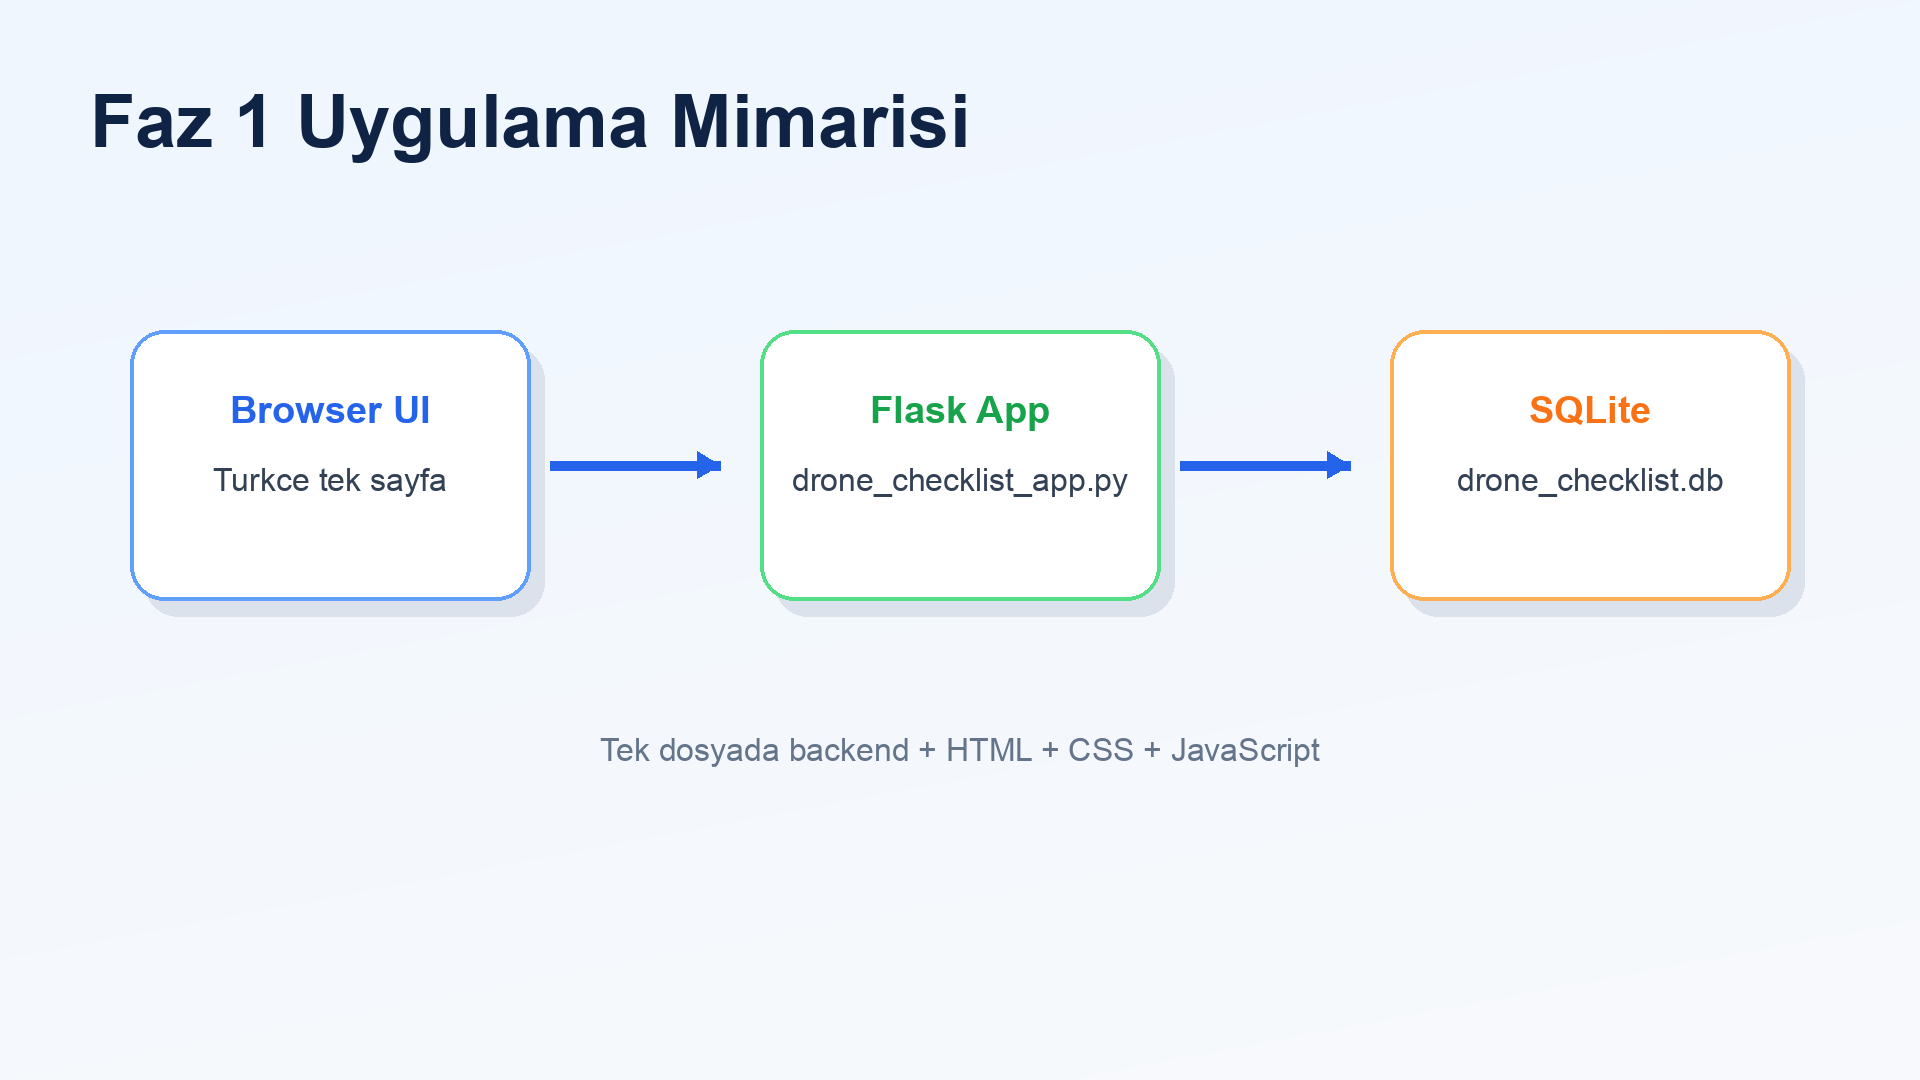 Faz 1 Uygulama Mimarisi
Browser UI
Turkce tek sayfa
Flask App
drone_checklist_app.py
SQLite
drone_checklist.db
Tek dosyada backend + HTML + CSS + JavaScript